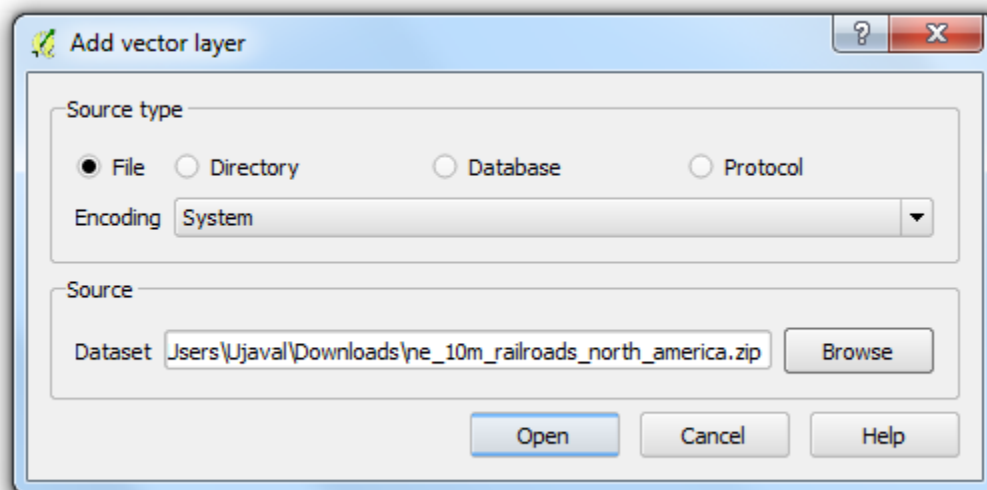 Add vector layer
Source type
File Directory Database Protocol
Encoding System
Source
Dataset Users\Ujaval\Downloads\ne_10m_railroads_north_america.zip Browse
Open Cancel Help